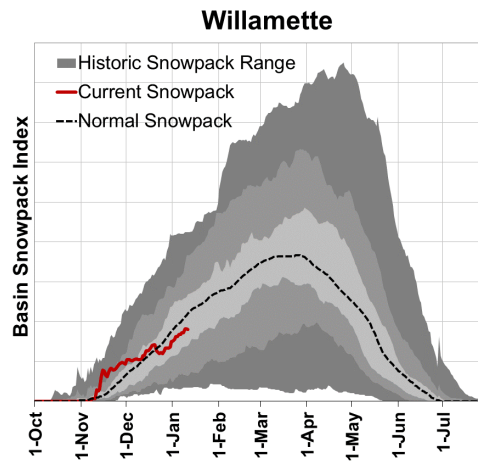 Willamette
Historic Snowpack Range
Current Snowpack
Normal Snowpack
Basin Snowpack Index
1-Oct
1-Nov
1-Dec
1-Jan
1-Feb
1-Mar
1-Apr
1-May
1-Jun
1-Jul